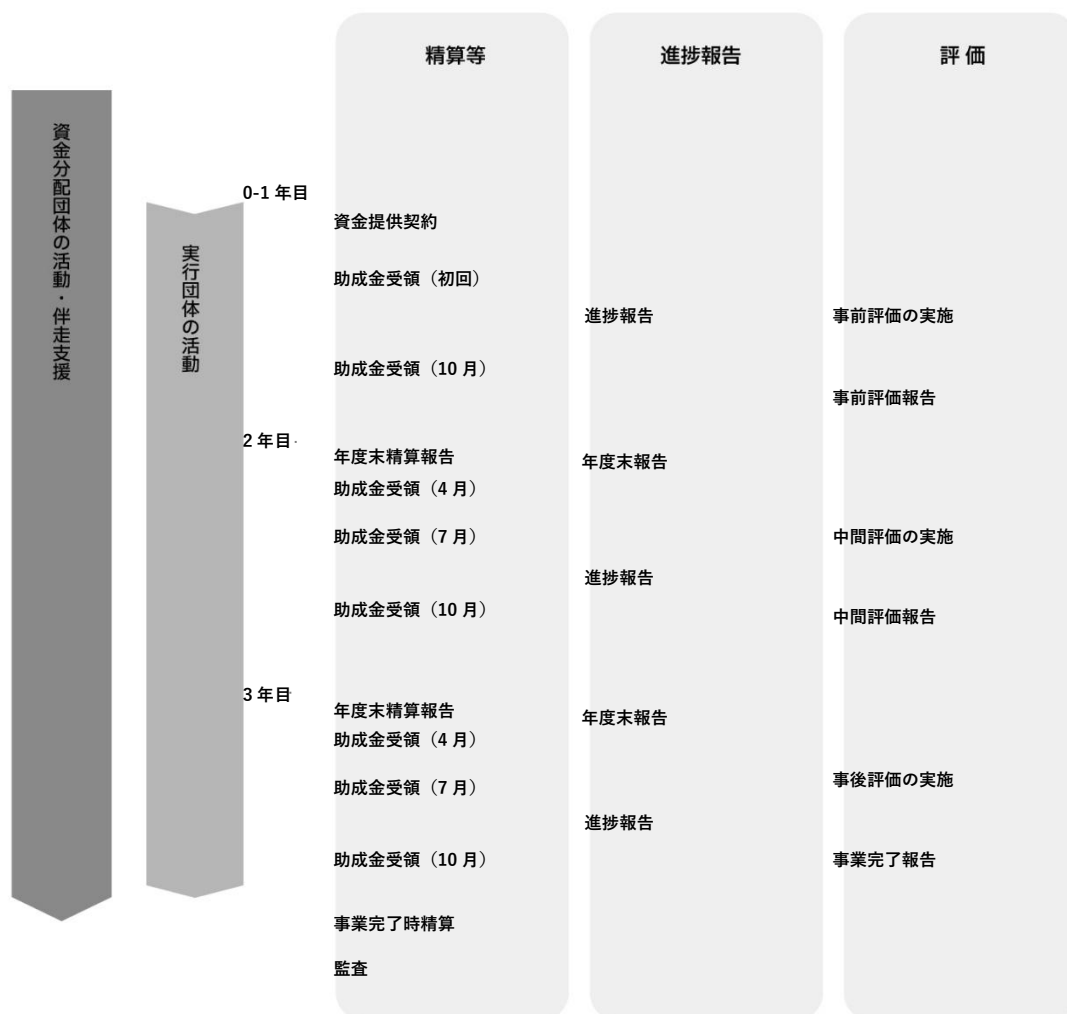 精算等
進捗報告
評 価
資金分配団体の活動・伴走支援
実行団体の活動
0-1 年目
資金提供契約
助成金受領（初回）
進捗報告
事前評価の実施
助成金受領（10 月）
事前評価報告
2 年目
年度末精算報告
年度末報告
助成金受領（4 月）
助成金受領（7 月）
中間評価の実施
進捗報告
助成金受領（10 月）
中間評価報告
3 年目
年度末精算報告
年度末報告
助成金受領（4 月）
事後評価の実施
助成金受領（7 月）
進捗報告
助成金受領（10 月）
事業完了報告
事業完了時精算
監査